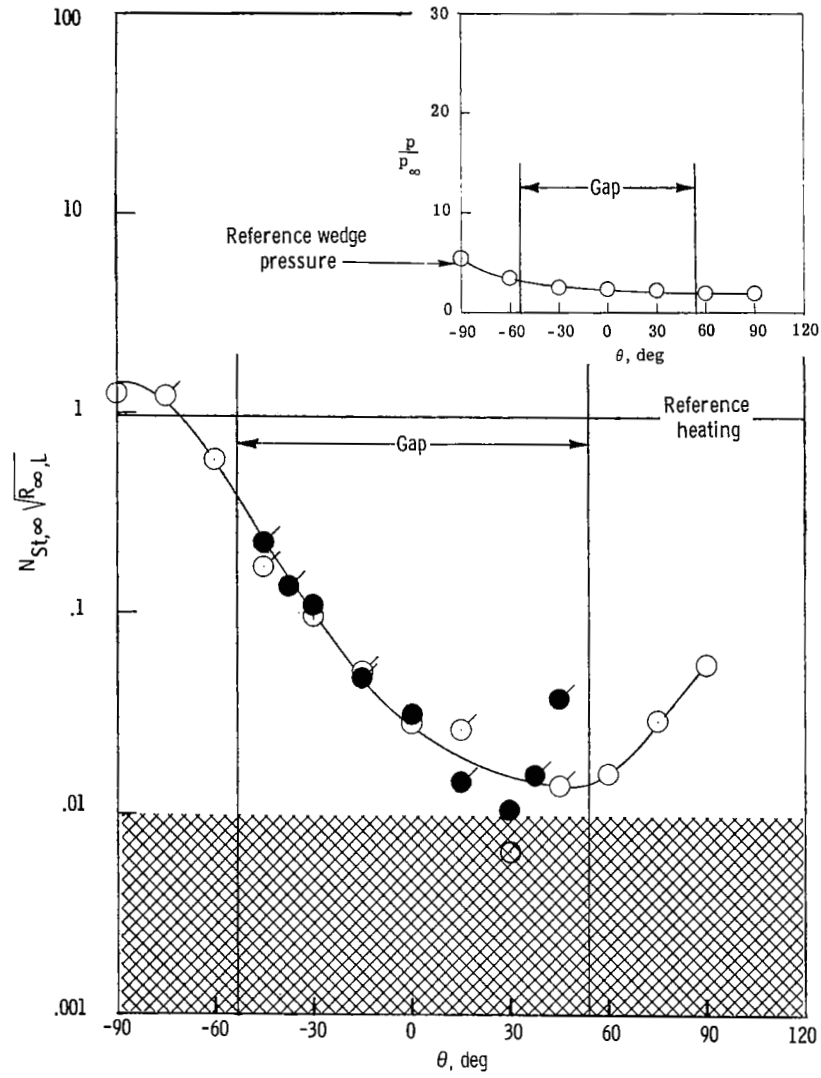 100
10
1
.1
.01
.001
N_St,∞ √R_∞,L
-90 -60 -30 0 30 60 90 120
θ, deg
Reference heating
Gap
30
20
10
0
p/p_∞
Gap
Reference wedge pressure
-90 -60 -30 0 30 60 90 120
θ, deg